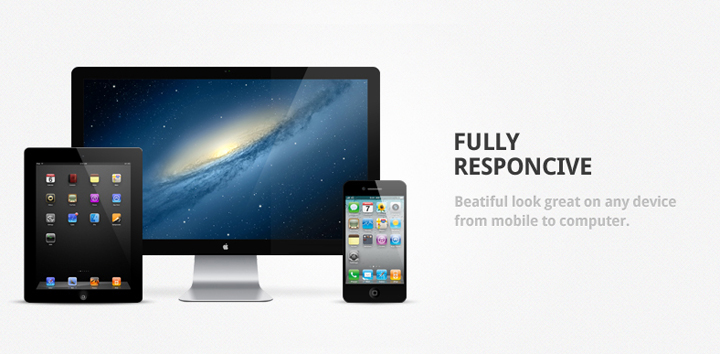 FULLY
RESPONCIVE
Beatiful look great on any device
from mobile to computer.